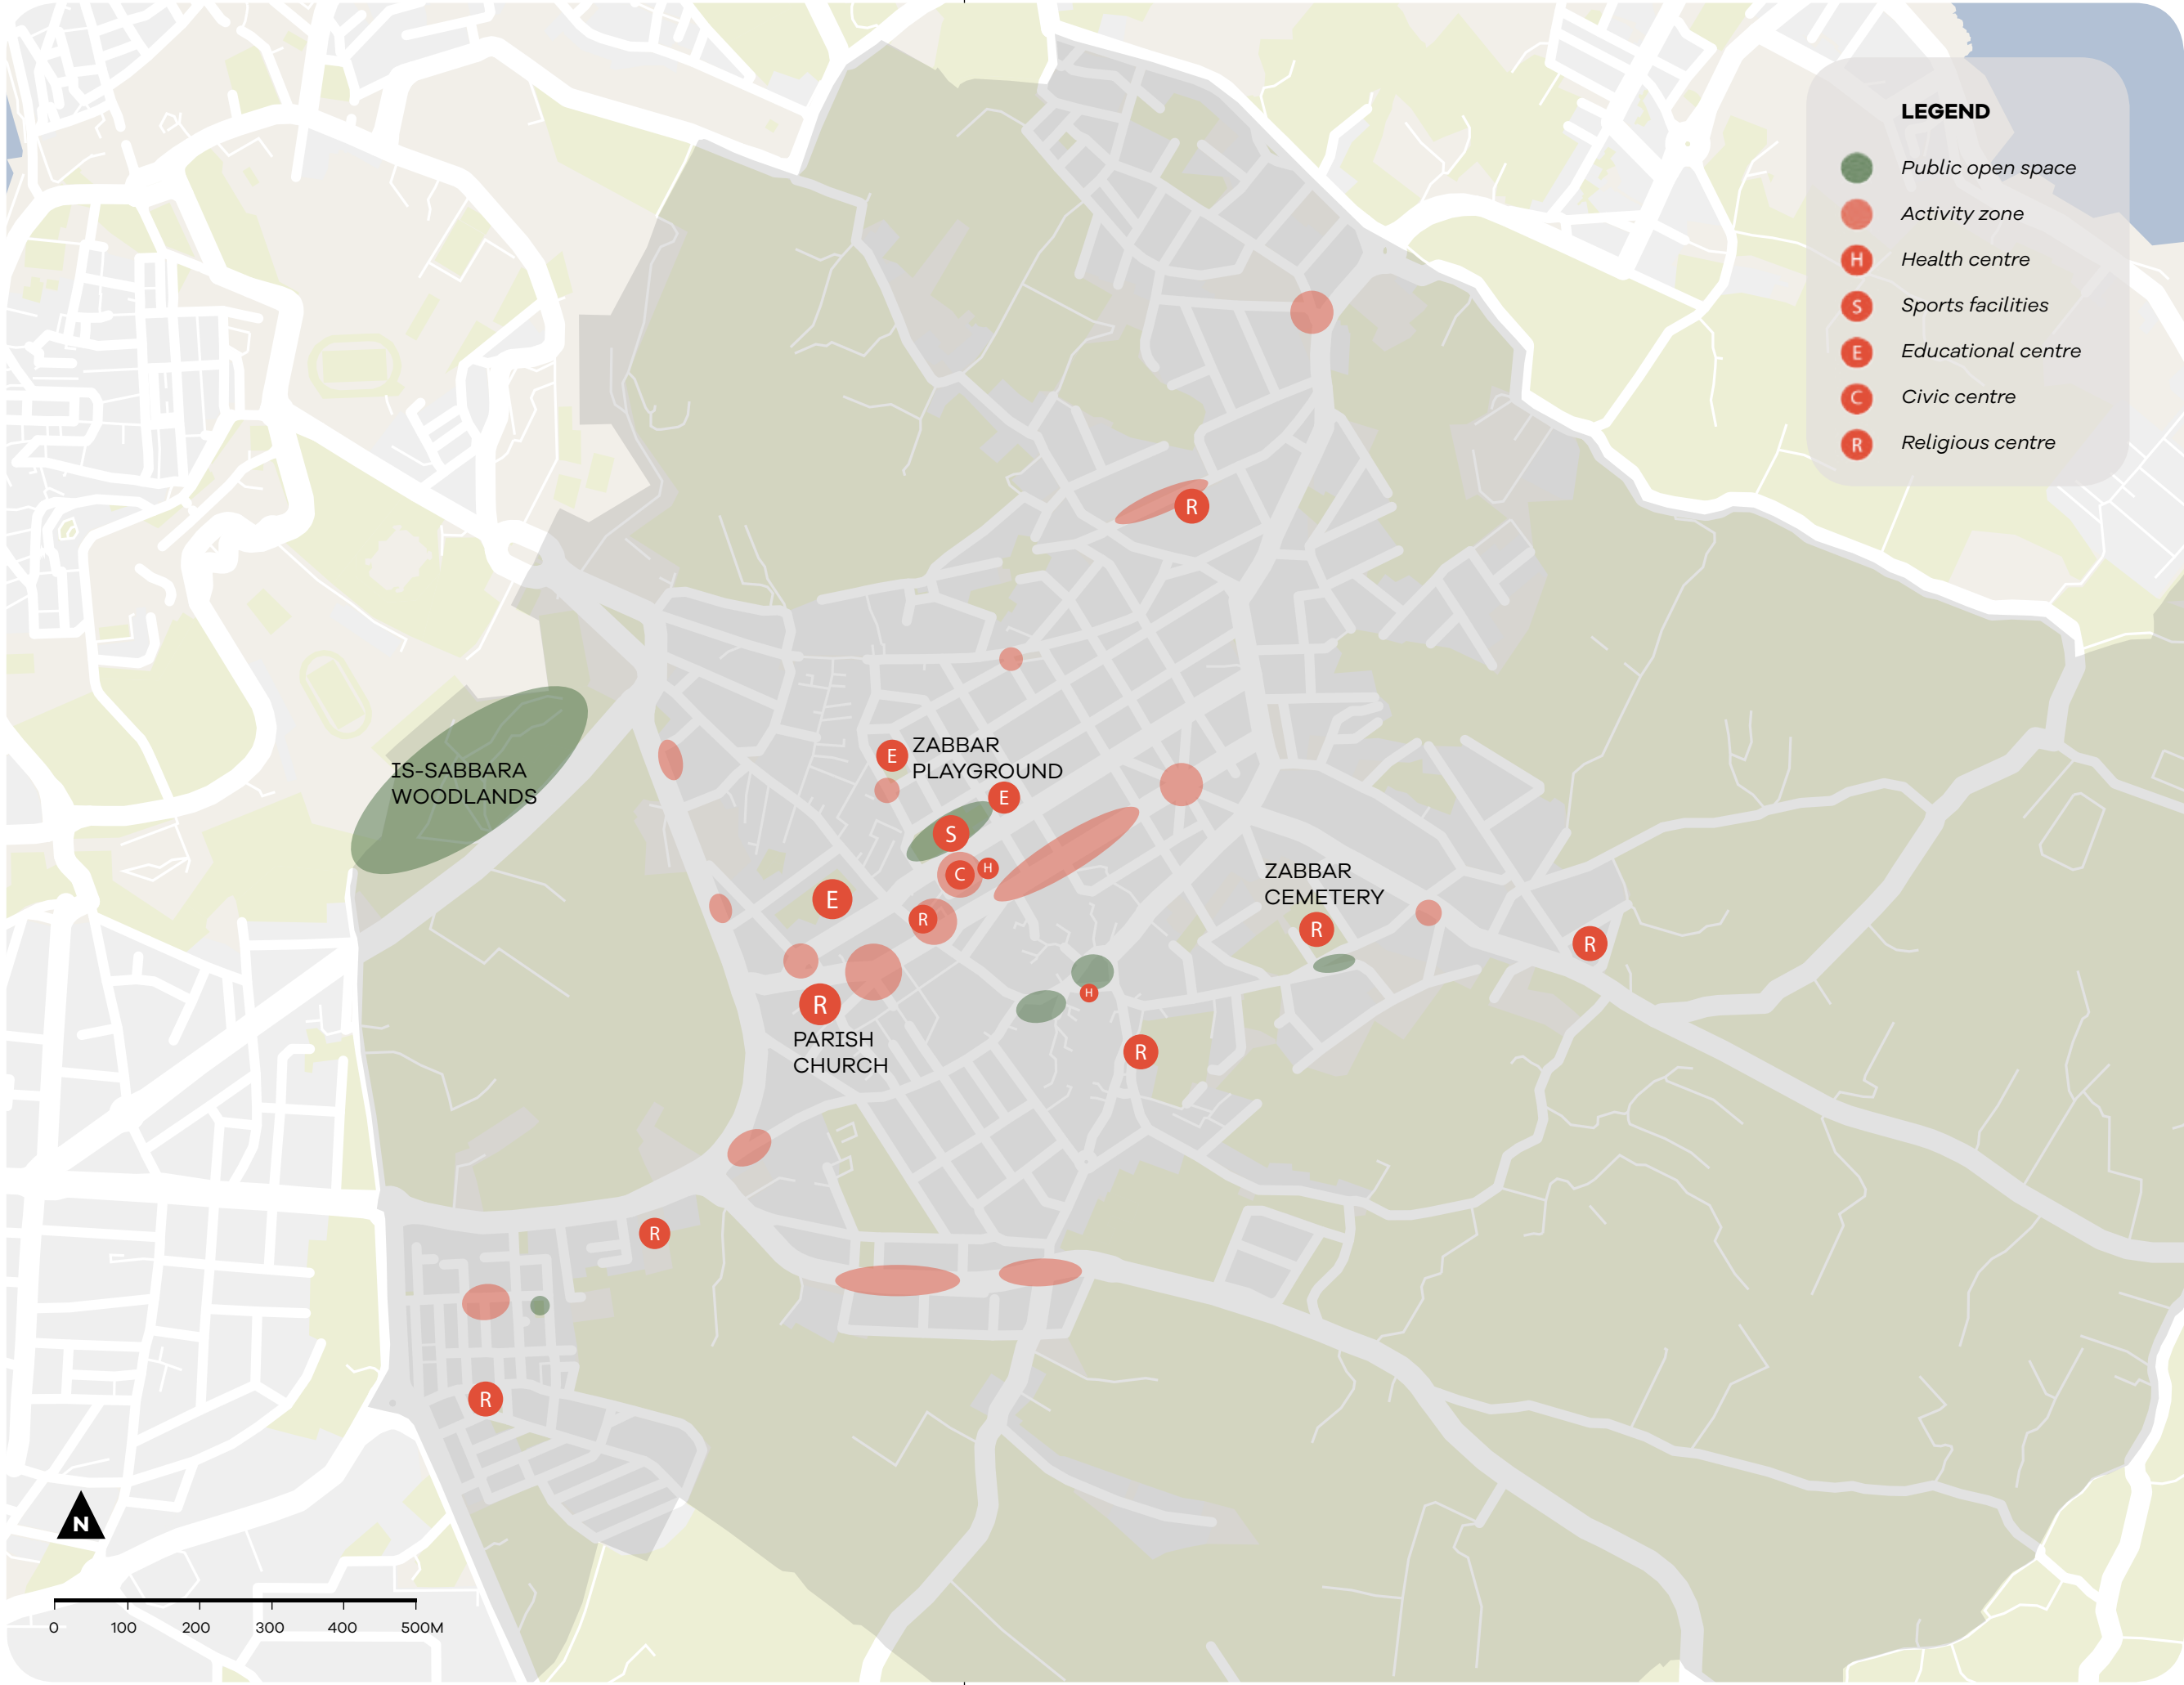 LEGEND
Public open space
Activity zone
H Health centre
S Sports facilities
E Educational centre
C Civic centre
R Religious centre
R
E ZABBAR
PLAYGROUND
E
IS-SABBARA
WOODLANDS
S
C H
E
R
ZABBAR
CEMETERY
R
R
H
R
PARISH
CHURCH
R
R
R
N
0 100 200 300 400 500M